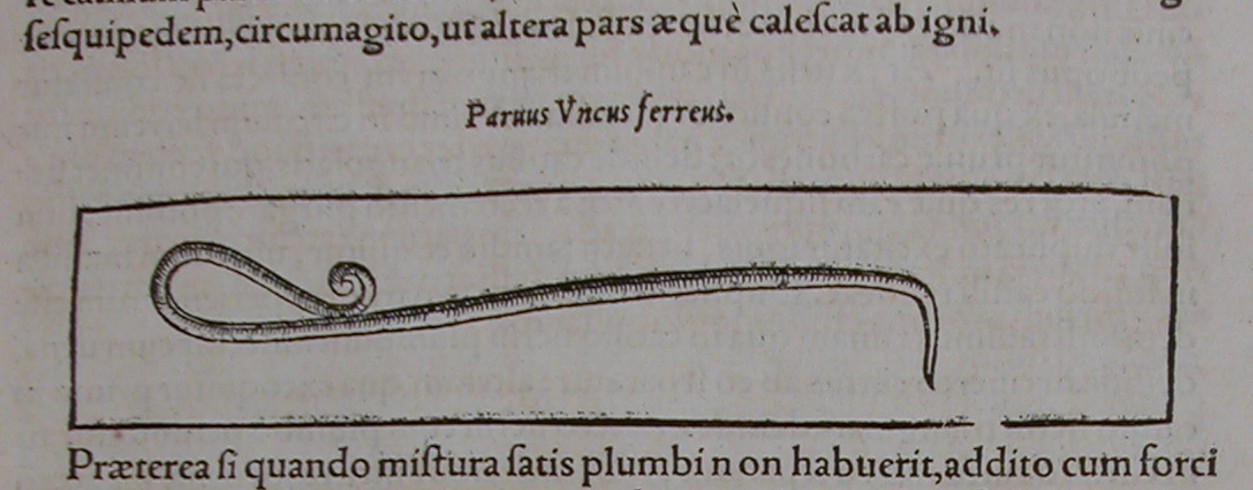 ſeſquipedem,circumagito,ut altera pars æquè caleſcat ab igni.
Paruus Vncus ferreus.
Præterea ſi quando miſtura ſatis plumbi non habuerit,addito cum forci